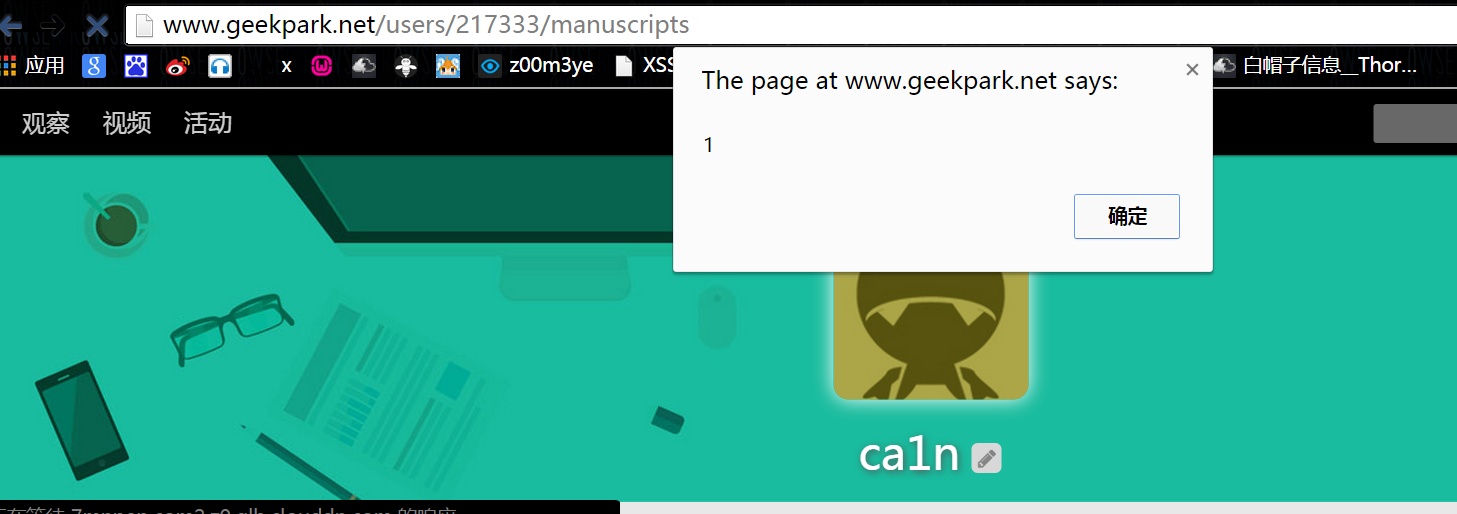 www.geekpark.net/users/217333/manuscripts
应用 x z00m3ye XSS 白帽子信息__Thor...
The page at www.geekpark.net says:
1
确定
观察 视频 活动
ca1n